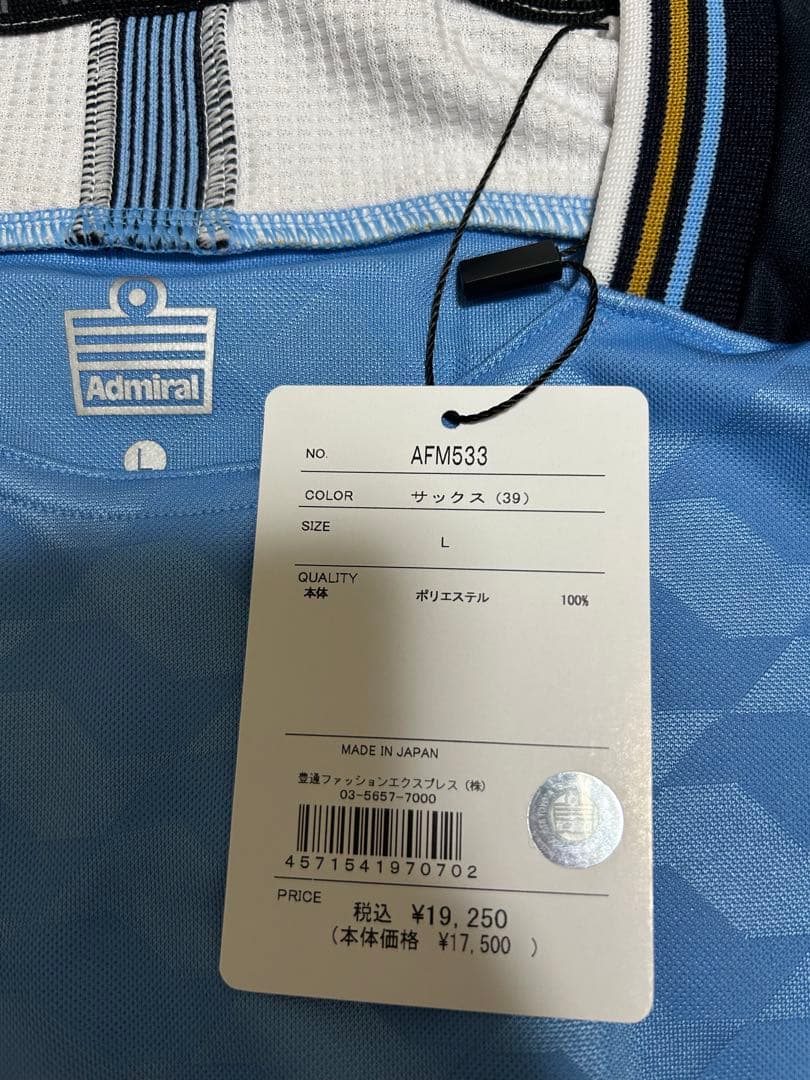 Admiral
L
NO. AFM533
COLOR サックス(39)
SIZE L
QUALITY
本体 ポリエステル 100%
MADE IN JAPAN
豊通ファッションエクスプレス(株)
03-5657-7000
4571541970702
PRICE 税込 ¥19,250
(本体価格 ¥17,500 )